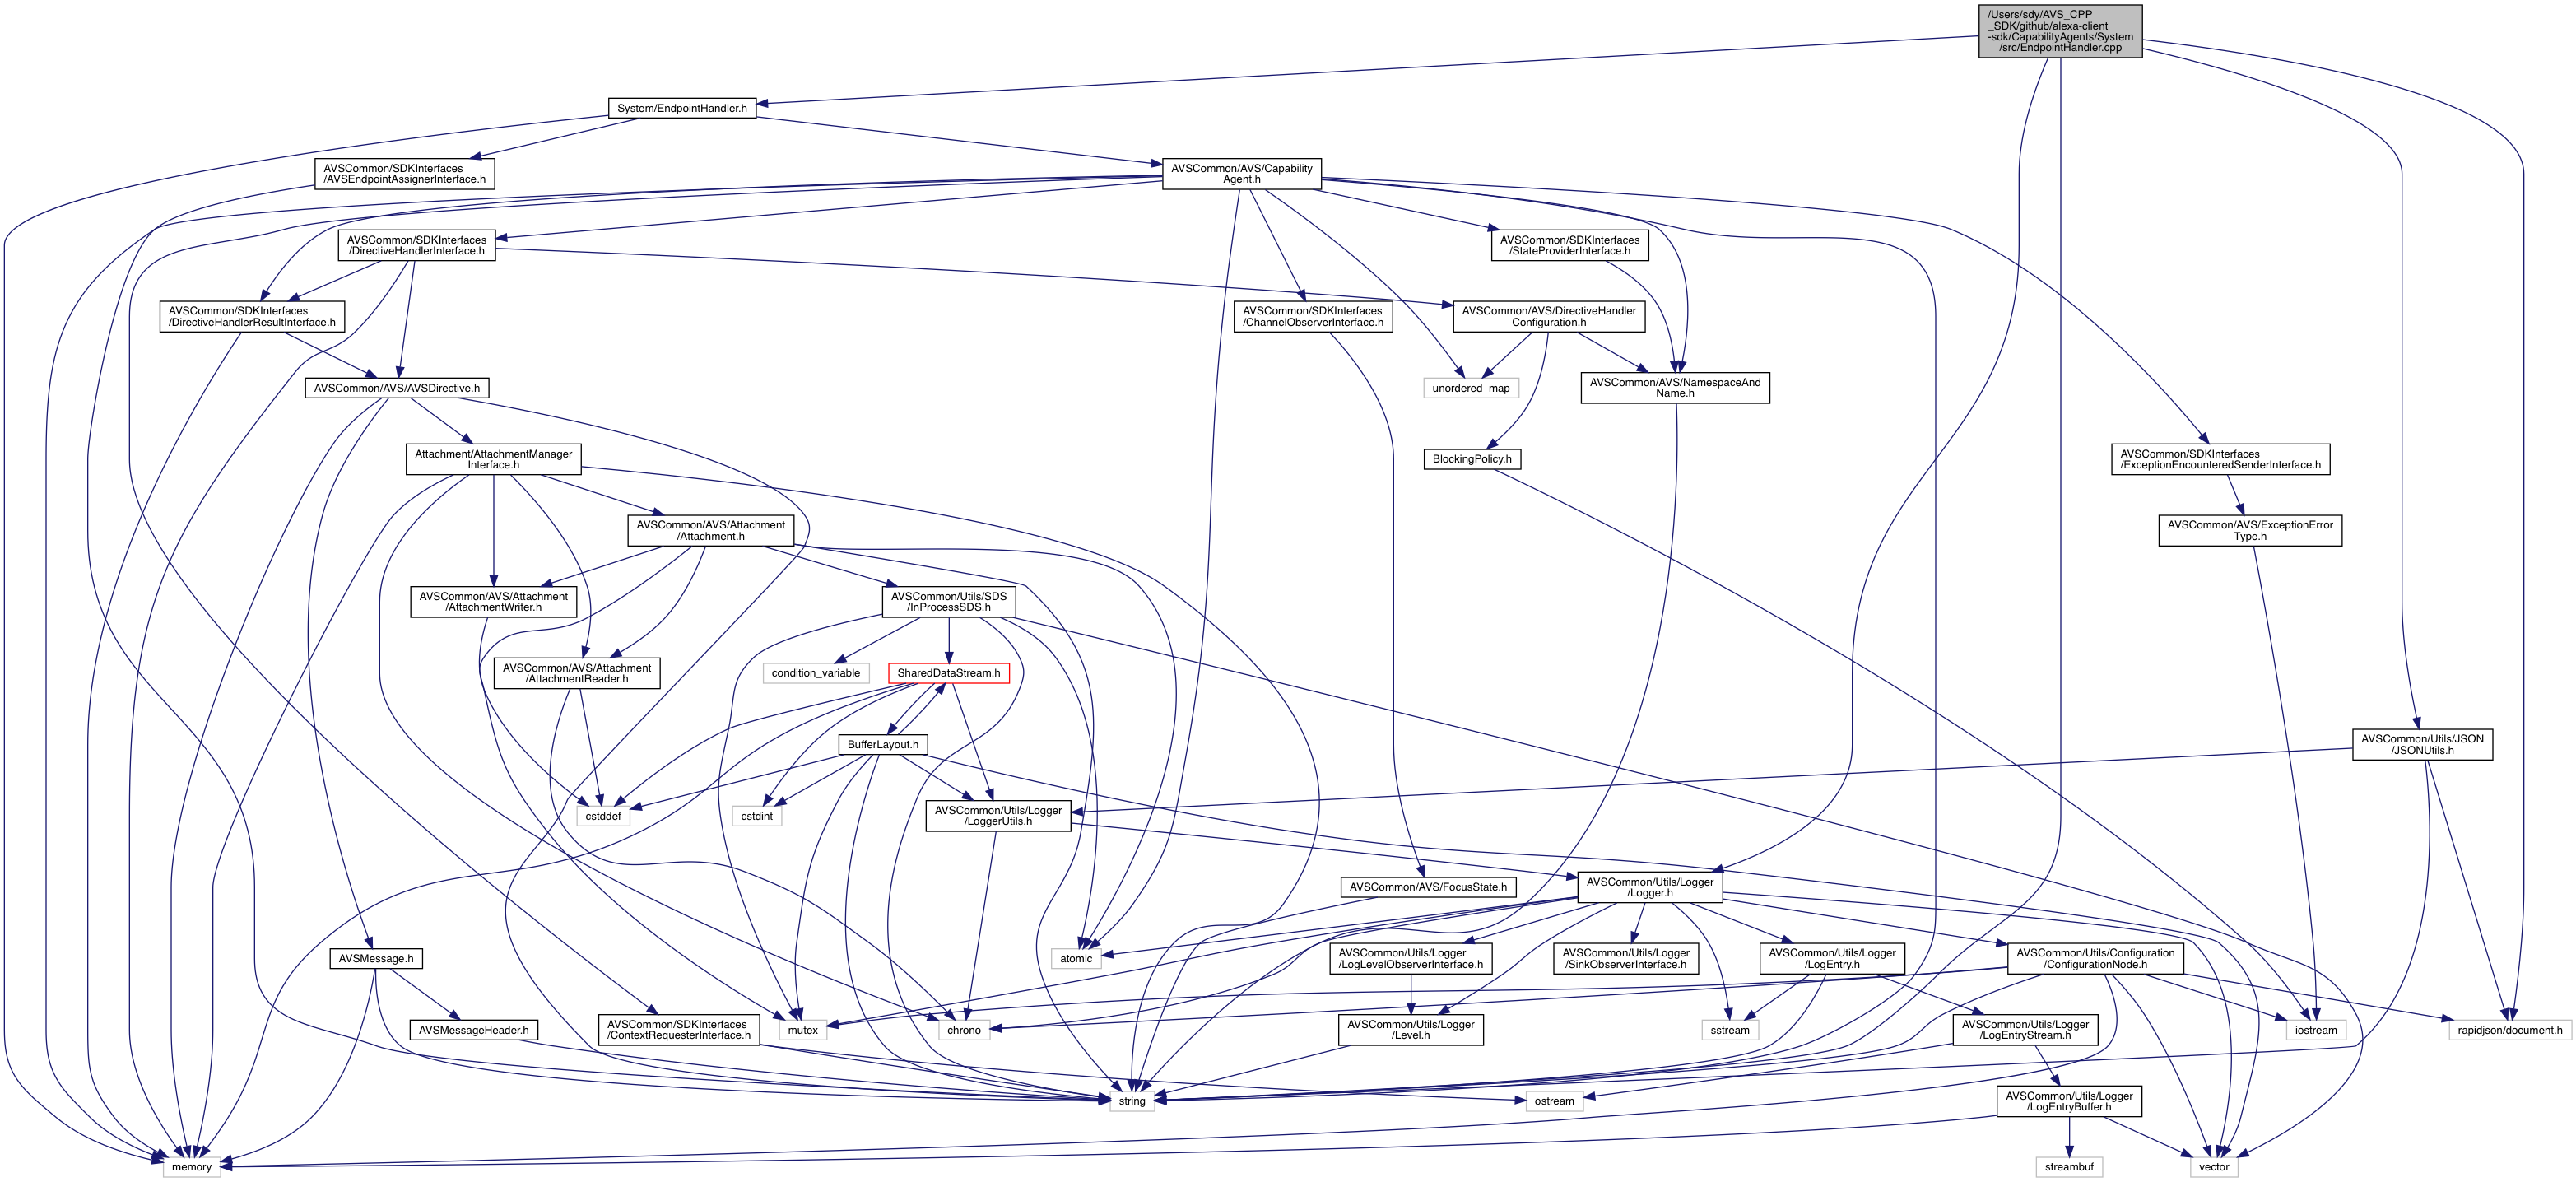 /Users/sdy/AVS_CPP
_SDK/github/alexa-client
-sdk/CapabilityAgents/System
/src/EndpointHandler.cpp
System/EndpointHandler.h
AVSCommon/SDKInterfaces
/AVSEndpointAssignerInterface.h
AVSCommon/AVS/Capability
Agent.h
AVSCommon/SDKInterfaces
/DirectiveHandlerInterface.h
AVSCommon/SDKInterfaces
/StateProviderInterface.h
AVSCommon/SDKInterfaces
/DirectiveHandlerResultInterface.h
AVSCommon/SDKInterfaces
/ChannelObserverInterface.h
AVSCommon/AVS/DirectiveHandler
Configuration.h
AVSCommon/AVS/AVSDirective.h
unordered_map
AVSCommon/AVS/NamespaceAnd
Name.h
Attachment/AttachmentManager
Interface.h
BlockingPolicy.h
AVSCommon/SDKInterfaces
/ExceptionEncounteredSenderInterface.h
AVSCommon/AVS/Attachment
/Attachment.h
AVSCommon/AVS/ExceptionError
Type.h
AVSCommon/AVS/Attachment
/AttachmentWriter.h
AVSCommon/Utils/SDS
/InProcessSDS.h
AVSCommon/AVS/Attachment
/AttachmentReader.h
condition_variable
SharedDataStream.h
BufferLayout.h
AVSCommon/Utils/JSON
/JSONUtils.h
cstddef
cstdint
AVSCommon/Utils/Logger
/LoggerUtils.h
AVSCommon/AVS/FocusState.h
AVSCommon/Utils/Logger
/Logger.h
AVSMessage.h
atomic
AVSCommon/Utils/Logger
/LogLevelObserverInterface.h
AVSCommon/Utils/Logger
/SinkObserverInterface.h
AVSCommon/Utils/Logger
/LogEntry.h
AVSCommon/Utils/Configuration
/ConfigurationNode.h
AVSMessageHeader.h
AVSCommon/SDKInterfaces
/ContextRequesterInterface.h
mutex
chrono
AVSCommon/Utils/Logger
/Level.h
sstream
AVSCommon/Utils/Logger
/LogEntryStream.h
iostream
rapidjson/document.h
string
ostream
AVSCommon/Utils/Logger
/LogEntryBuffer.h
memory
streambuf
vector